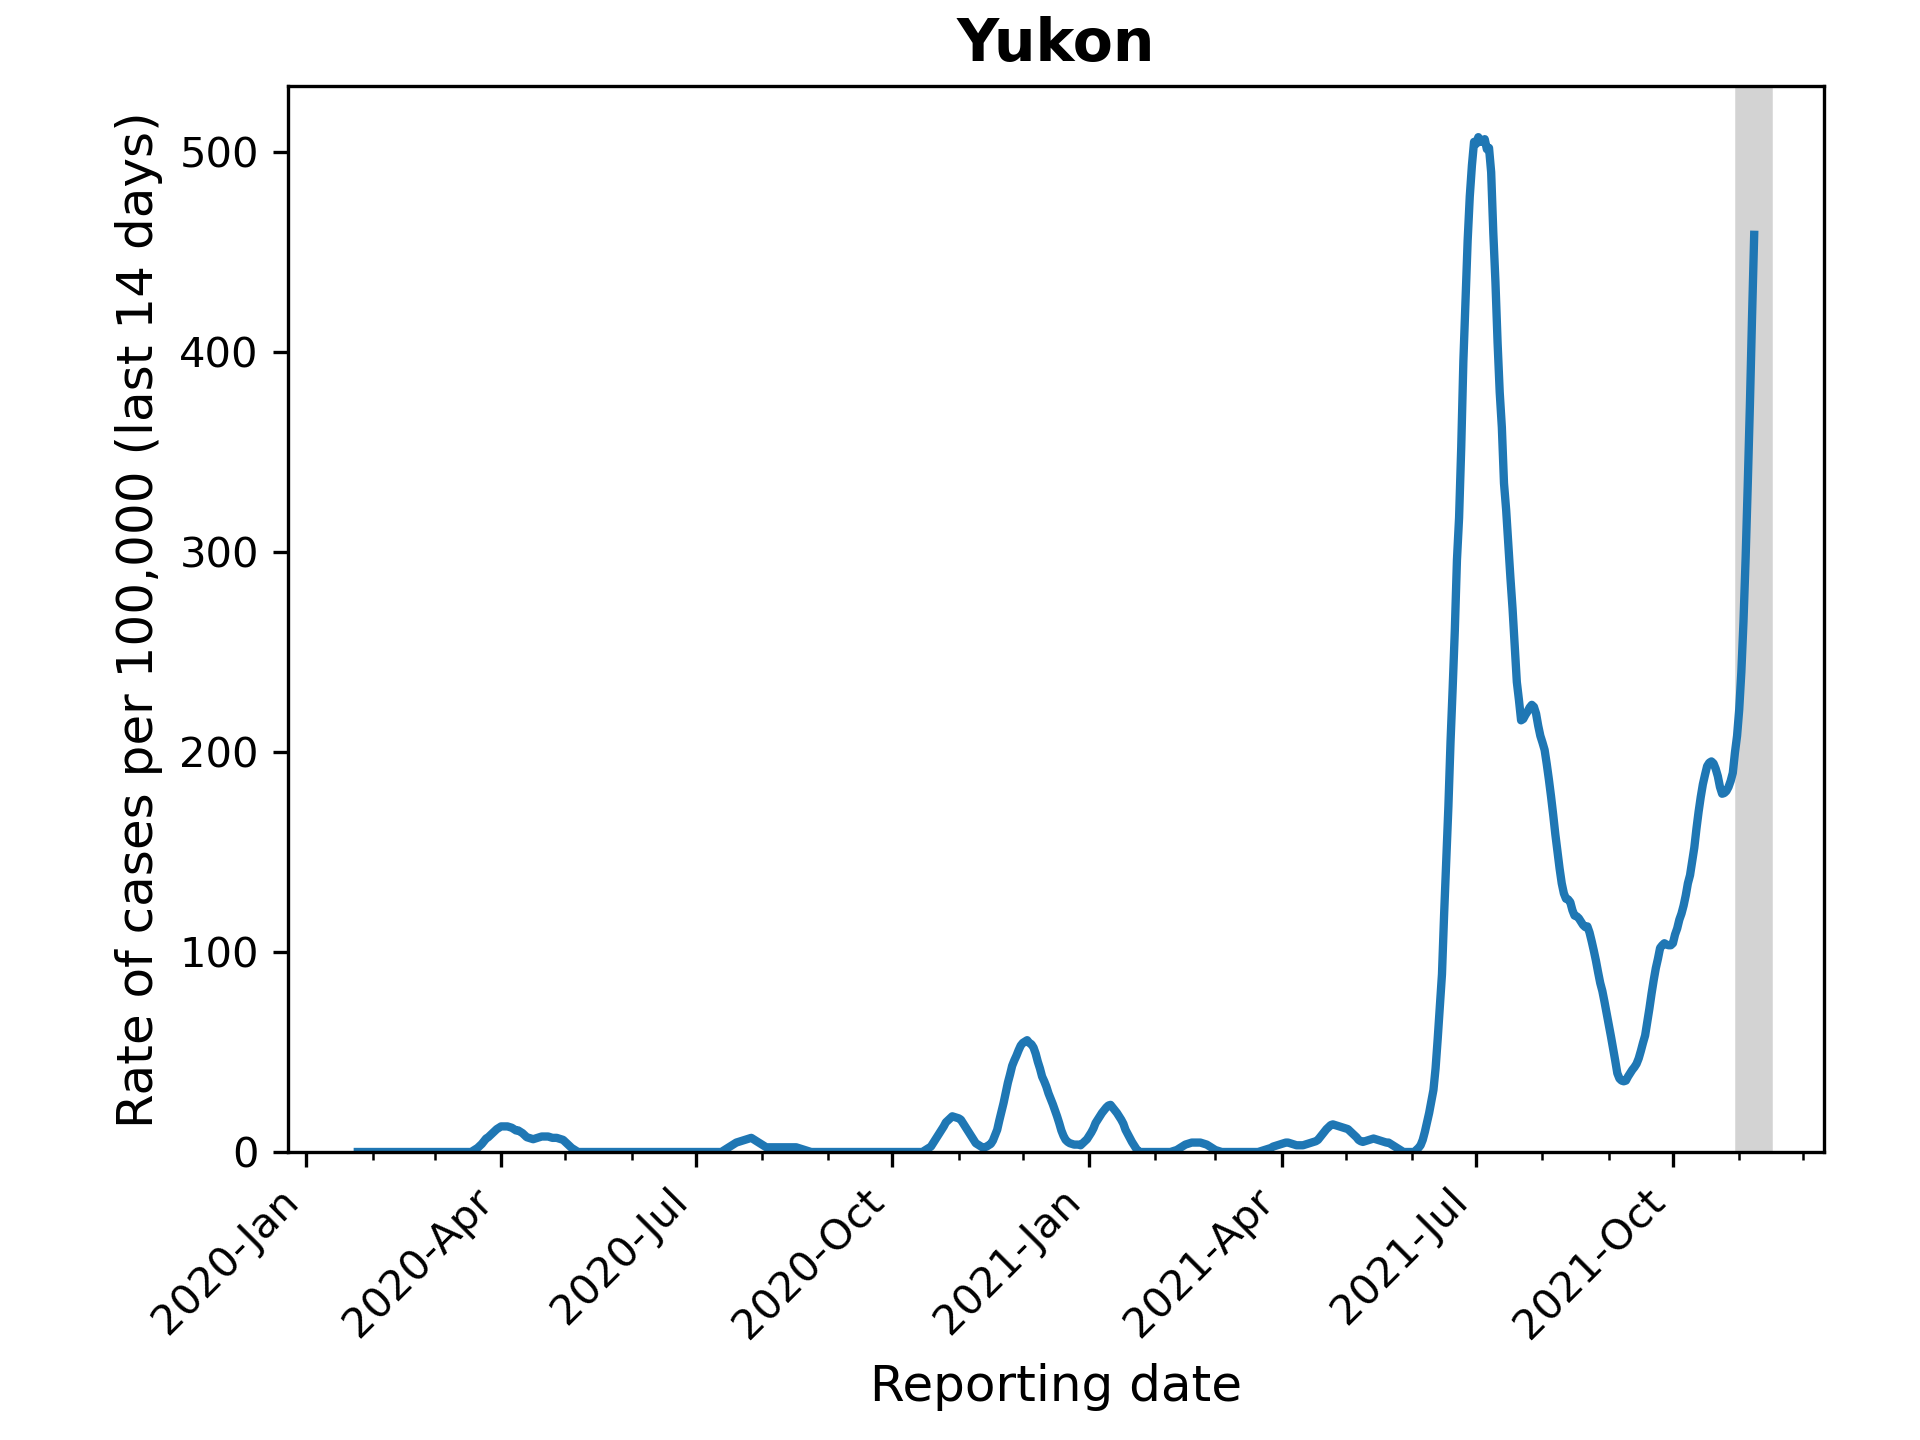 Yukon
Rate of cases per 100,000 (last 14 days)
500
400
300
200
100
0
2020-Jan
2020-Apr
2020-Jul
2020-Oct
2021-Jan
2021-Apr
2021-Jul
2021-Oct
Reporting date